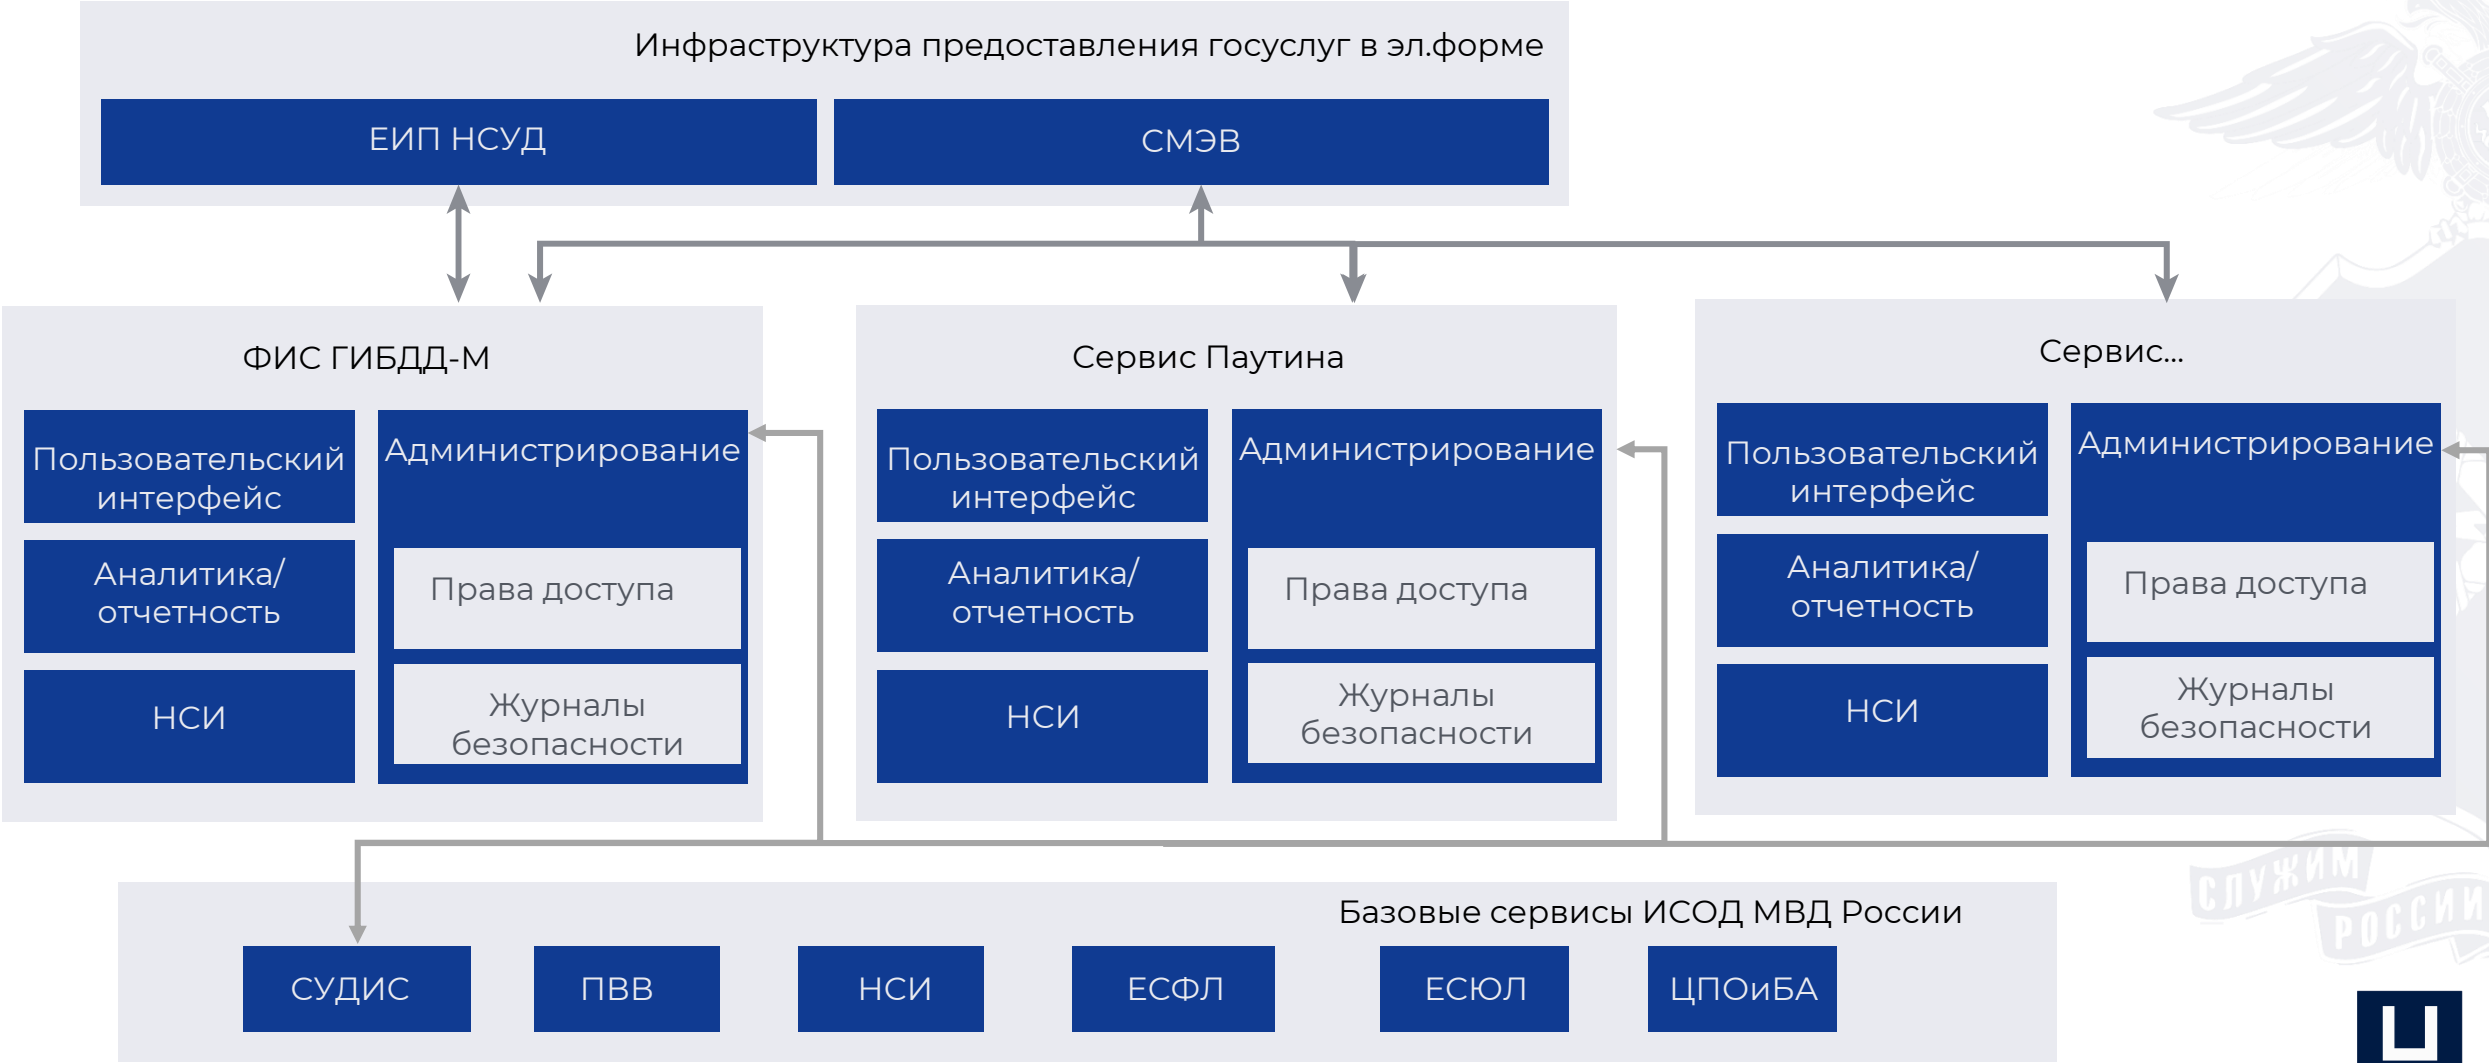 Инфраструктура предоставления госуслуг в эл.форме
ЕИП НСУД
СМЭВ
ФИС ГИБДД-М
Пользовательский
интерфейс
Аналитика/
отчетность
НСИ
Администрирование
Права доступа
Журналы
безопасности
Сервис Паутина
Пользовательский
интерфейс
Аналитика/
отчетность
НСИ
Администрирование
Права доступа
Журналы
безопасности
Сервис...
Пользовательский
интерфейс
Аналитика/
отчетность
НСИ
Администрирование
Права доступа
Журналы
безопасности
Базовые сервисы ИСОД МВД России
СУДИС
ПВВ
НСИ
ЕСФЛ
ЕСЮЛ
ЦПОиБА
СЛУЖИМ
РОССИИ